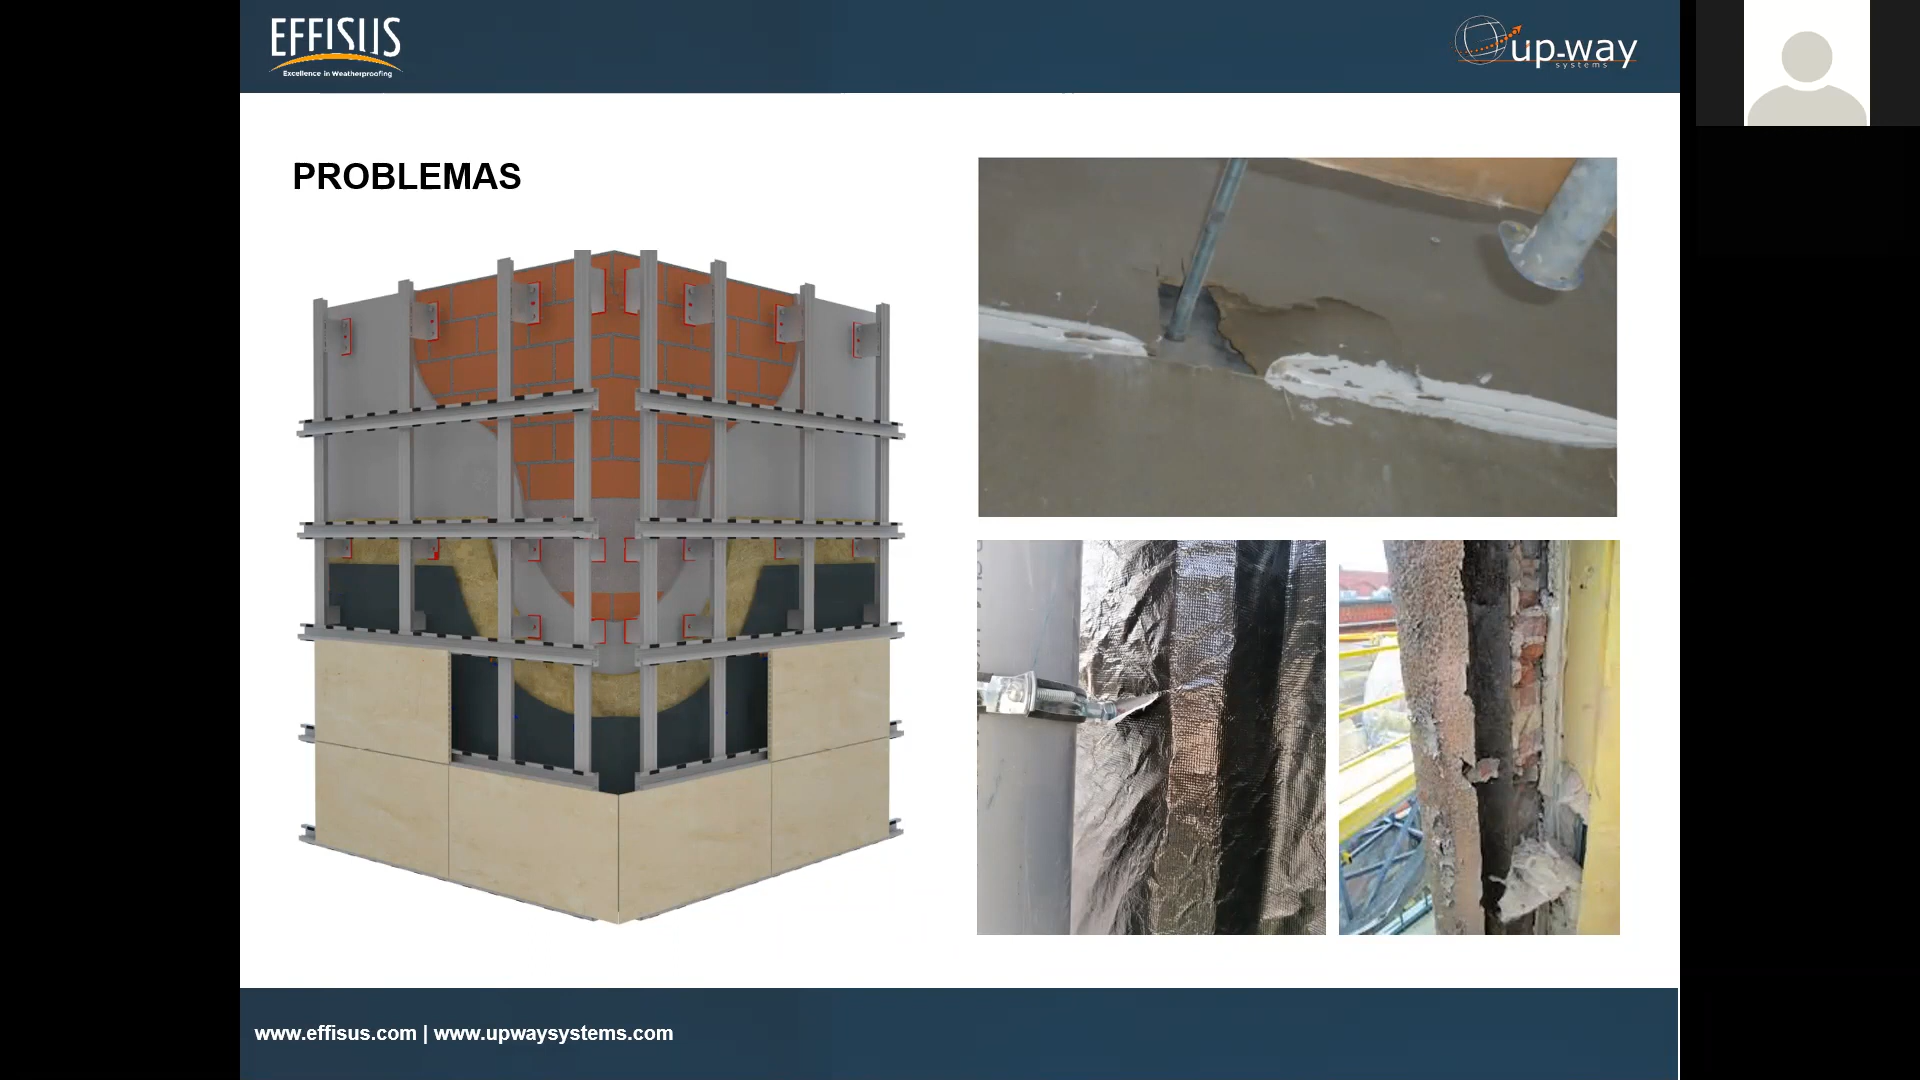 EFFISUS
Excellence in Weatherproofing
up-way
systems
PROBLEMAS
www.effisus.com | www.upwaysystems.com